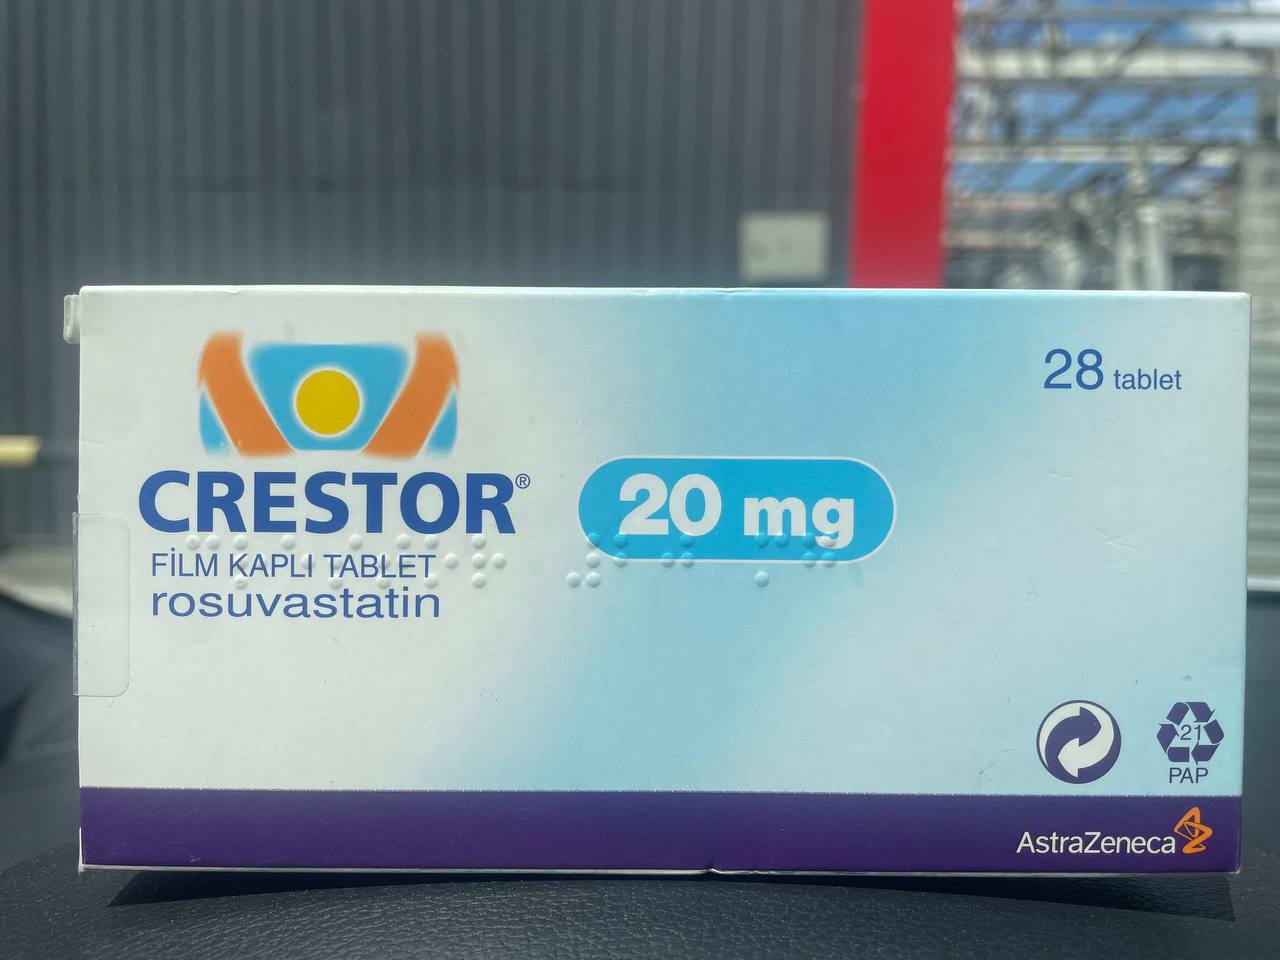 28 tablet
CRESTOR®
20 mg
FİLM KAPLI TABLET
rosuvastatin
21
PAP
AstraZeneca